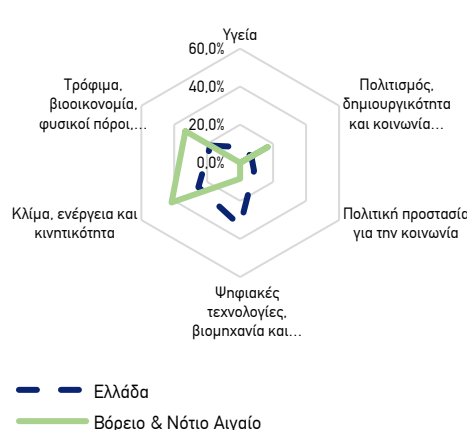 Υγεία
60,0%
40,0%
20,0%
0,0%
Πολιτισμός,
δημιουργικότητα
και κοινωνία…
Πολιτική προστασία
για την κοινωνία
Ψηφιακές
τεχνολογίες,
βιομηχανία και…
Κλίμα, ενέργεια και
κινητικότητα
Τρόφιμα,
βιοοικονομία,
φυσικοί πόροι,…
Ελλάδα
Βόρειο & Νότιο Αιγαίο